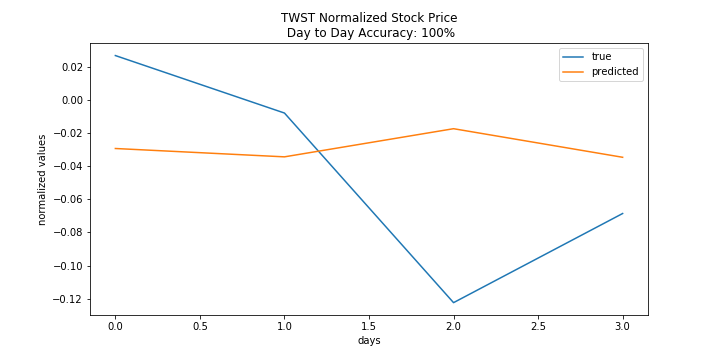 TWST Normalized Stock Price
Day to Day Accuracy: 100%
true
predicted
normalized values
0.02
0.00
−0.02
−0.04
−0.06
−0.08
−0.10
−0.12
0.0 0.5 1.0 1.5 2.0 2.5 3.0
days